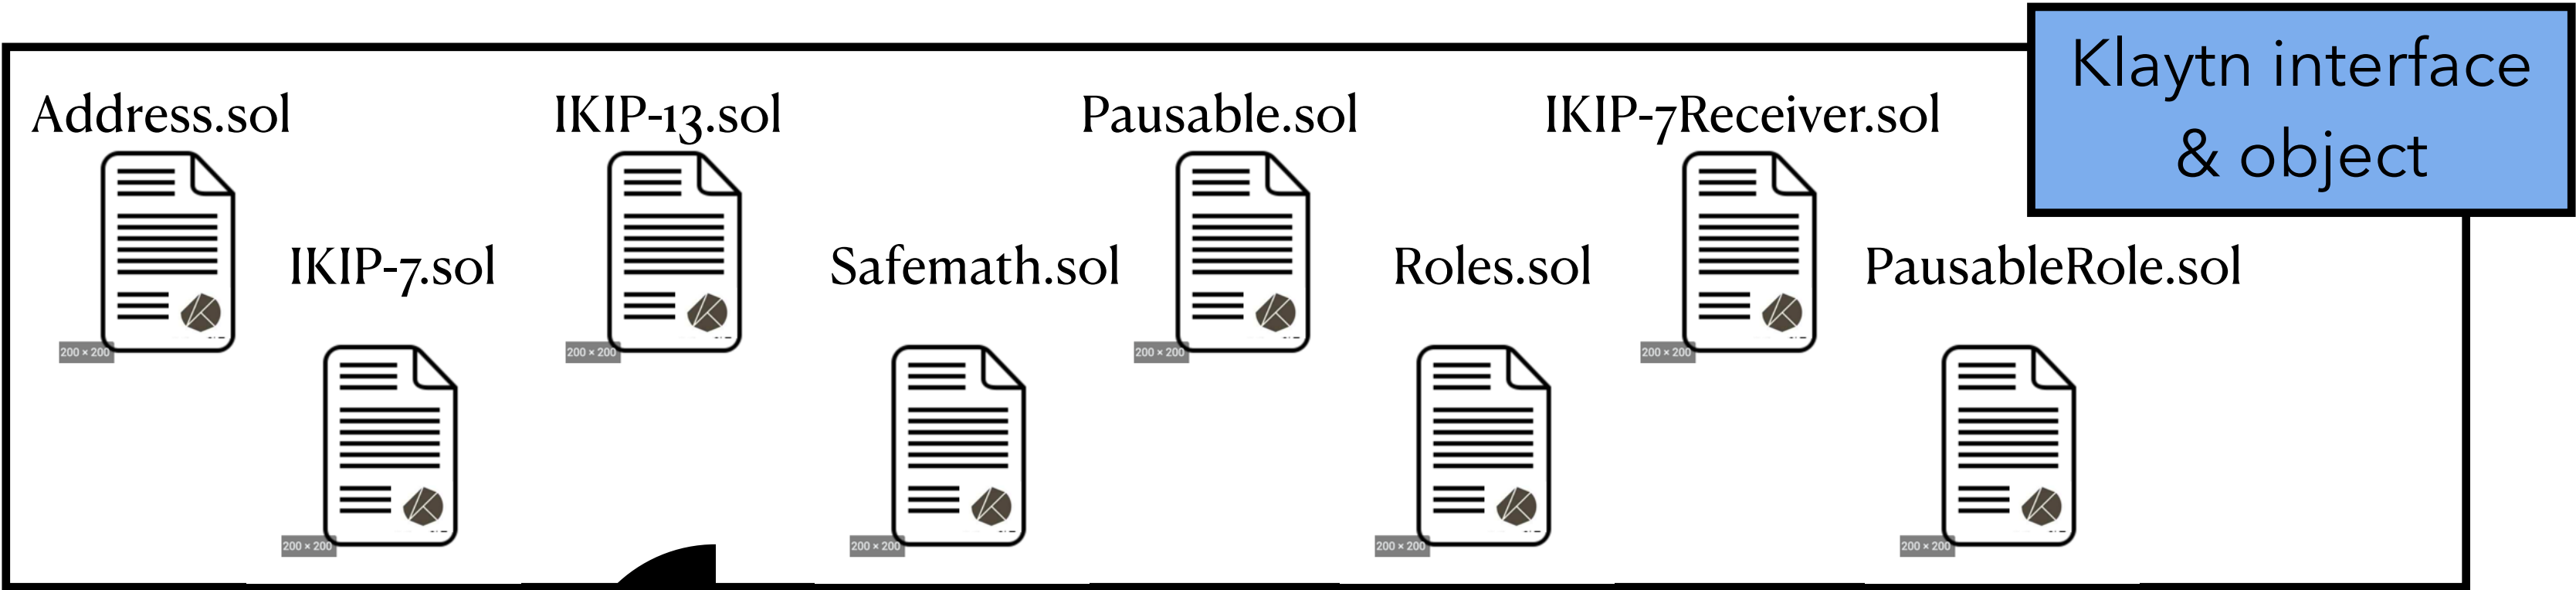 Klaytn interface
& object
Address.sol
IKIP-13.sol
Pausable.sol
IKIP-7Receiver.sol
IKIP-7.sol
Safemath.sol
Roles.sol
PausableRole.sol
200 × 200
200 × 200
200 × 200
200 × 200
200 × 200
200 × 200
200 × 200
200 × 200